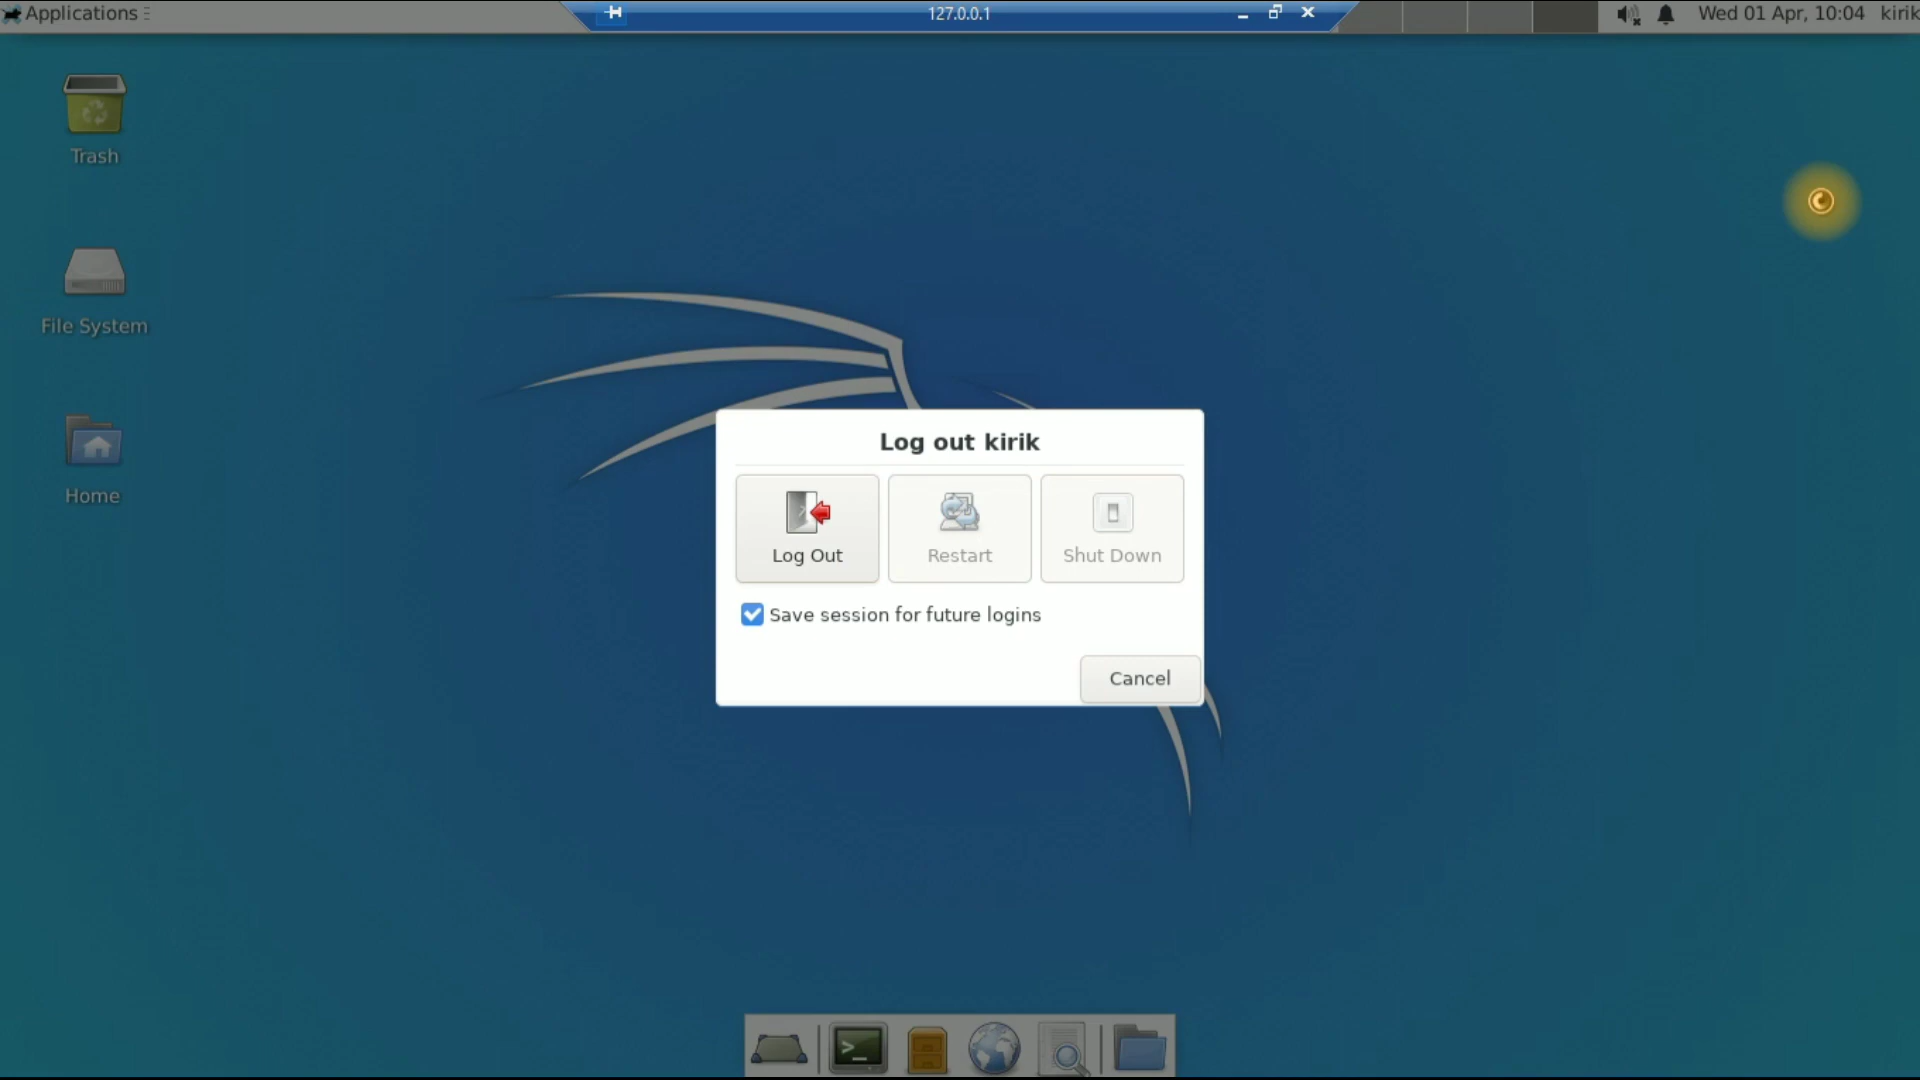 Applications
127.0.0.1
Wed 01 Apr, 10:04 kirik
Trash
File System
Home
Log out kirik
Log Out
Restart
Shut Down
Save session for future logins
Cancel